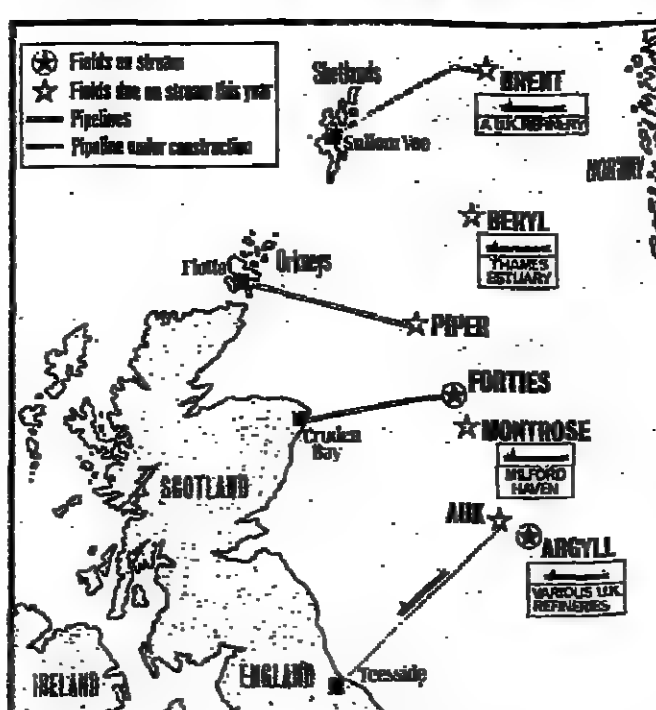 Fields on stream
Fields due on stream this year
Pipelines
Pipeline under construction
Shetlands
Sullom Voe
BRENT
A U.K. REFINERY
NORWAY
BERYL
THAMES
ESTUARY
Flotta
Orkneys
PIPER
FORTIES
Cruden
Bay
MONTROSE
MILFORD
HAVEN
SCOTLAND
AUK
ARGYLL
VARIOUS U.K.
REFINERIES
IRELAND
ENGLAND
Teesside